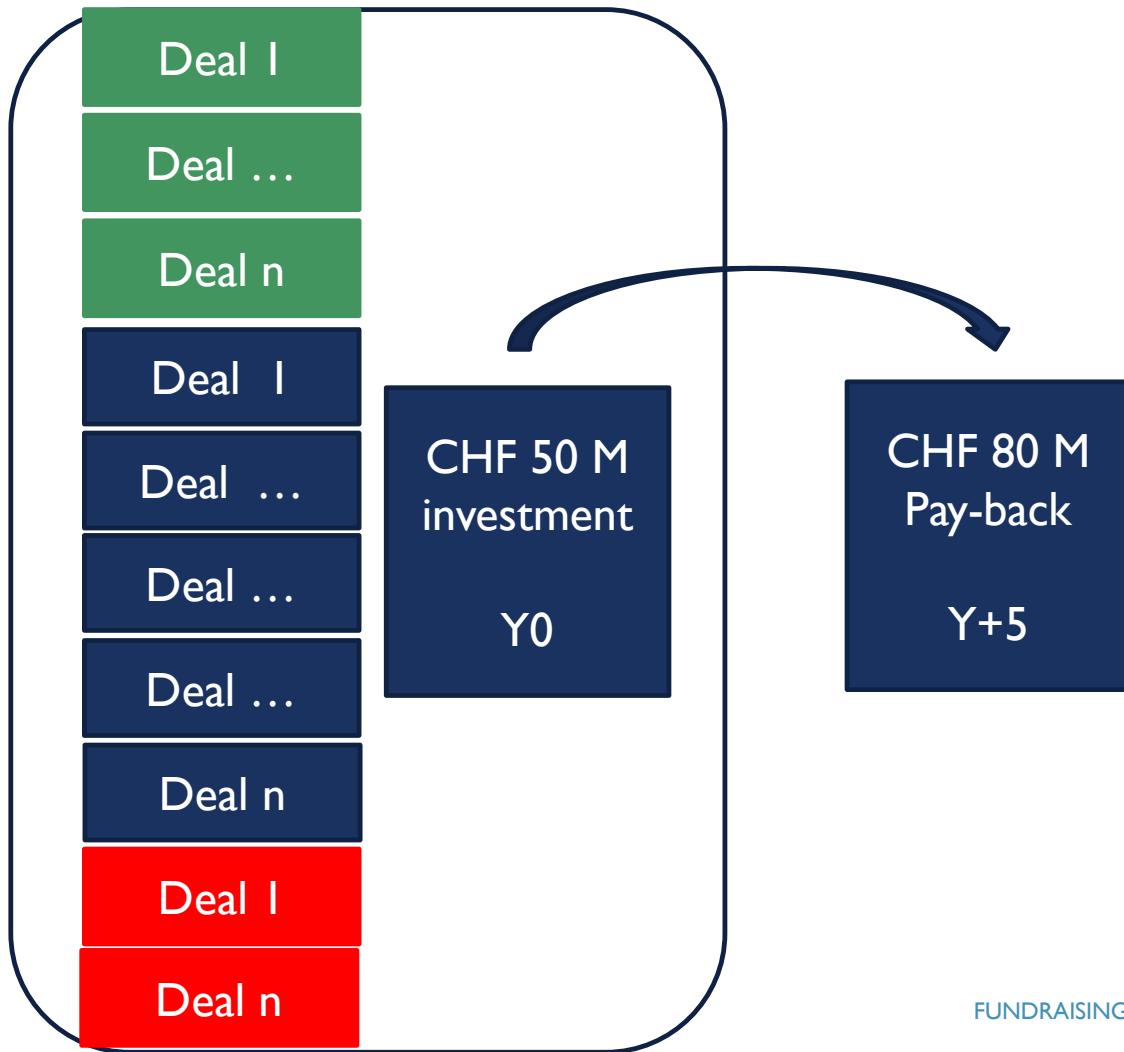 Deal 1
Deal …
Deal n
Deal 1
Deal …
Deal …
Deal …
Deal n
Deal 1
Deal n
CHF 50 M
investment
Y0
CHF 80 M
Pay-back
Y+5
FUNDRAISING